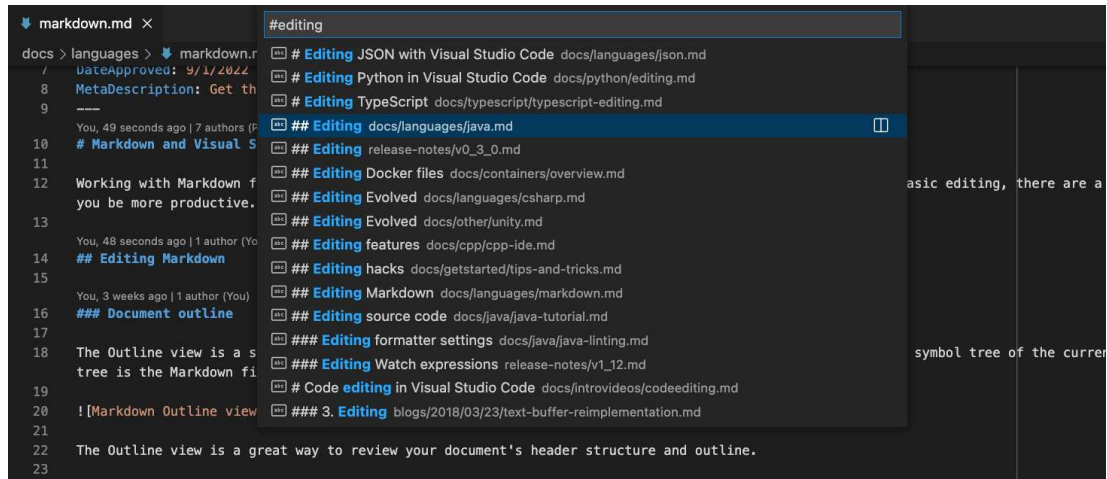 markdown.md ×
#editing
docs > languages > markdown.r
# Editing JSON with Visual Studio Code docs/languages/json.md
# Editing Python in Visual Studio Code docs/python/editing.md
# Editing TypeScript docs/typescript/typescript-editing.md
## Editing docs/languages/java.md
## Editing release-notes/v0_3_0.md
## Editing Docker files docs/containers/overview.md
## Editing Evolved docs/languages/csharp.md
## Editing Evolved docs/other/unity.md
## Editing features docs/cpp/cpp-ide.md
## Editing hacks docs/getstarted/tips-and-tricks.md
## Editing Markdown docs/languages/markdown.md
## Editing source code docs/java/java-tutorial.md
### Editing formatter settings docs/java/java-linting.md
### Editing Watch expressions release-notes/v1_12.md
# Code editing in Visual Studio Code docs/introvideos/codeediting.md
### 3. Editing blogs/2018/03/23/text-buffer-reimplementation.md
7 DateApproved: 9/1/2022
8 MetaDescription: Get th
9 ---
You, 49 seconds ago | 7 authors (P
10 # Markdown and Visual S
11
12 Working with Markdown f asic editing, there are a
you be more productive.
13
You, 48 seconds ago | 1 author (Yo
14 ## Editing Markdown
15
You, 3 weeks ago | 1 author (You)
16 ### Document outline
17
18 The Outline view is a s symbol tree of the curren
tree is the Markdown fi
19
20 ![Markdown Outline view
21
22 The Outline view is a great way to review your document's header structure and outline.
23